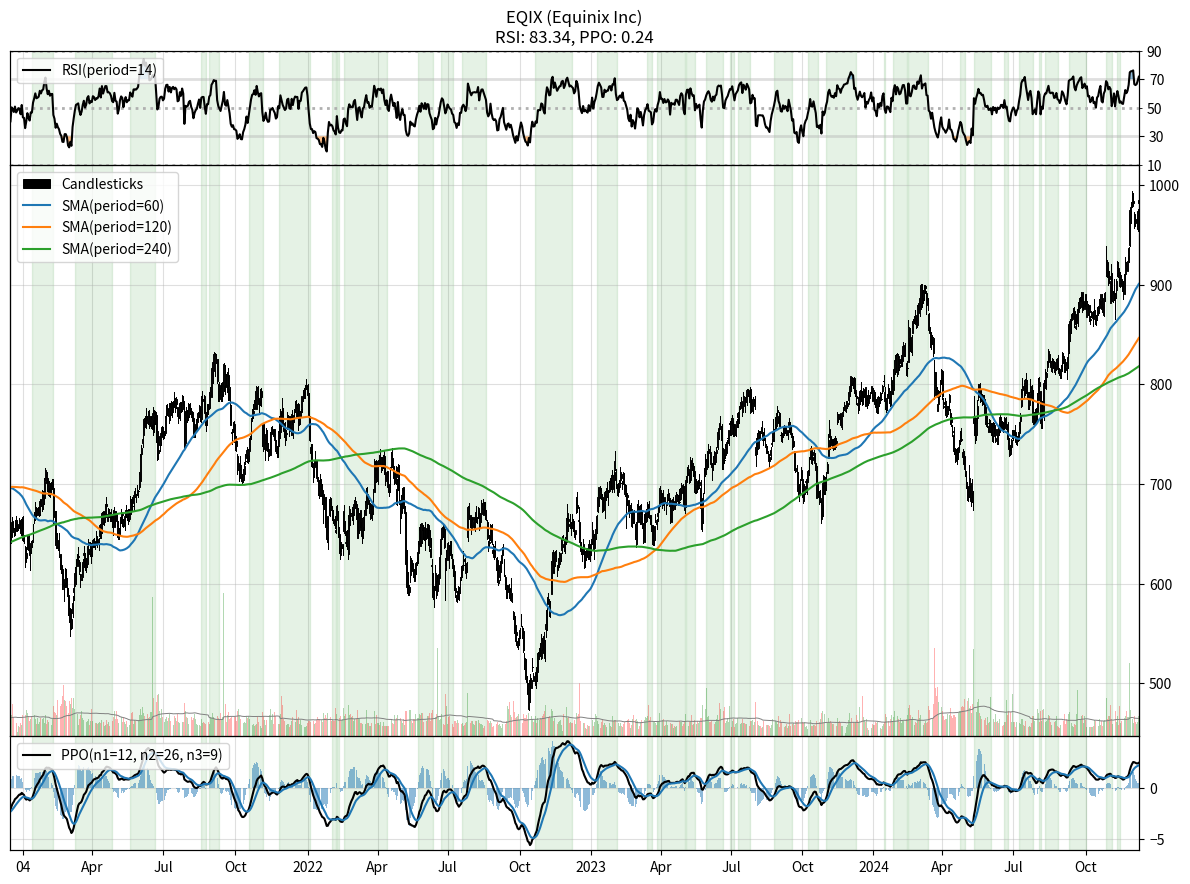 EQIX (Equinix Inc)
RSI: 83.34, PPO: 0.24
RSI(period=14)
90
70
50
30
10
Candlesticks
SMA(period=60)
SMA(period=120)
SMA(period=240)
1000
900
800
700
600
500
PPO(n1=12, n2=26, n3=9)
0
−5
04 Apr Jul Oct 2022 Apr Jul Oct 2023 Apr Jul Oct 2024 Apr Jul Oct